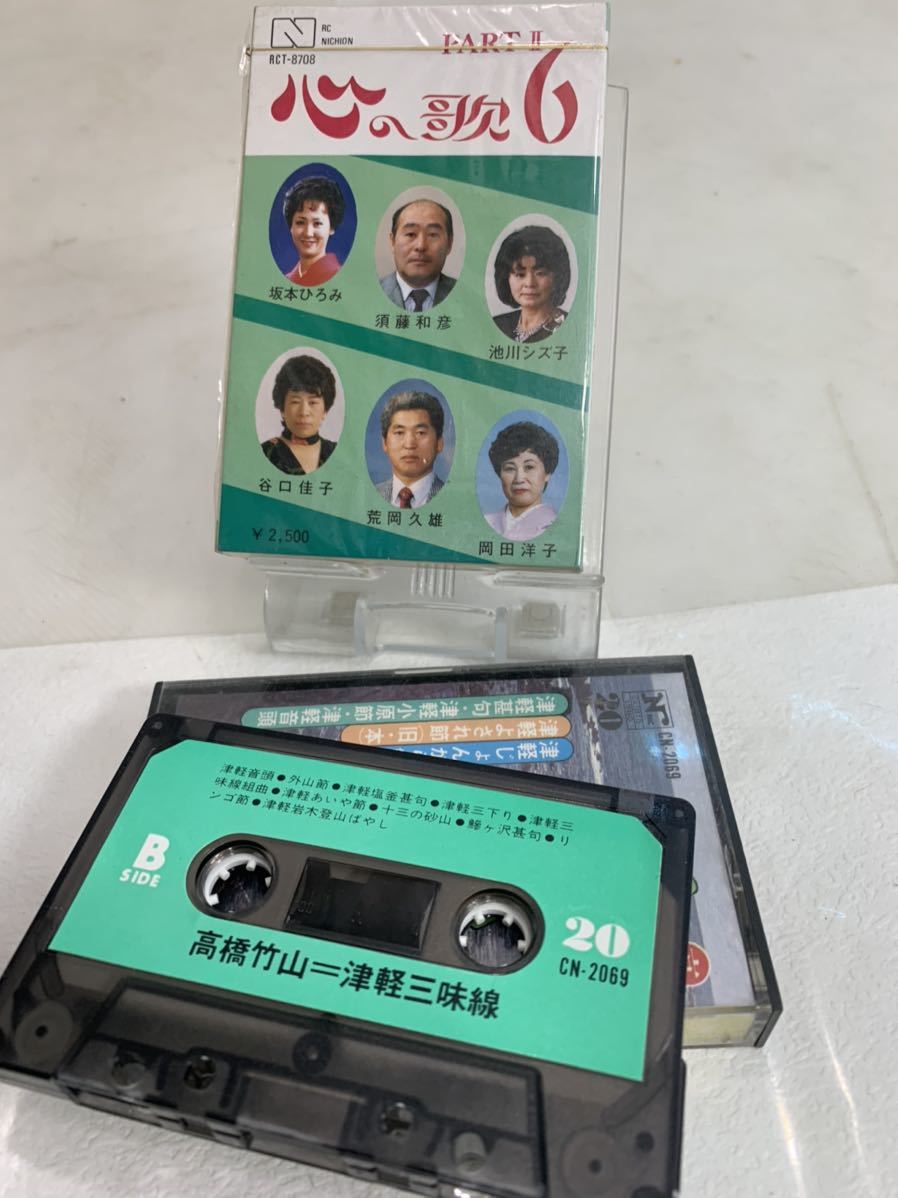 RC
NICHION
RCT-8708
PART II
心の歌 6
坂本ひろみ
須藤和彦
池川シズ子
谷口佳子
荒岡久雄
岡田洋子
¥2,500
津軽甚句・津軽小原節・津軽音頭
津軽よされ節(旧・本
津軽じょんか
20
CN-2069
津軽音頭●外山節●津軽塩釜甚句●津軽三下り●津軽三
味線組曲●津軽あいや節●十三の砂山●鰺ヶ沢甚句●リ
ンゴ節●津軽岩木登山ばやし
B
SIDE
20
CN-2069
高橋竹山=津軽三味線